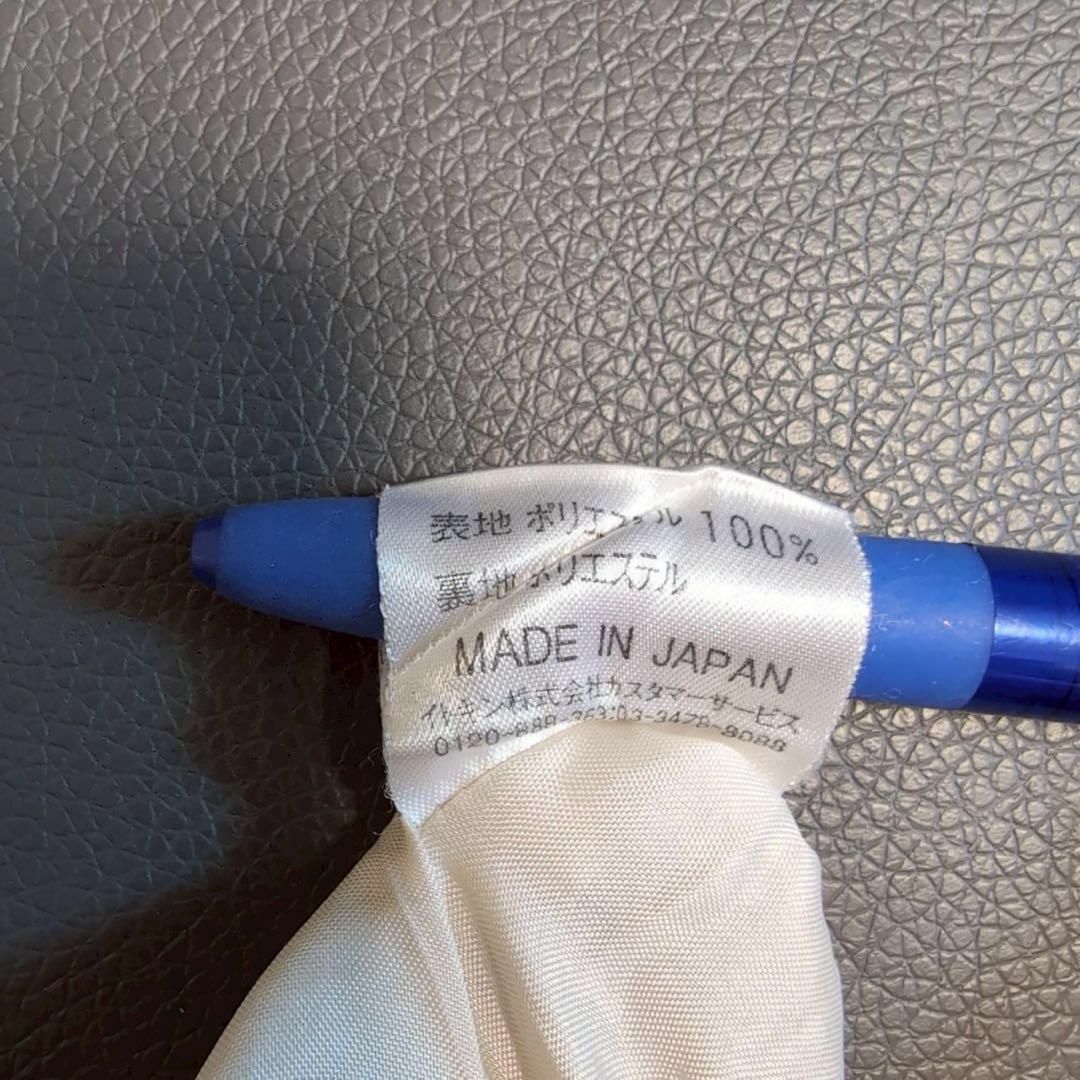 表地 ポリエステル 100%
裏地 ポリエステル
MADE IN JAPAN
イトキン株式会社カスタマーサービス
0120-888-363:03-3478-8088